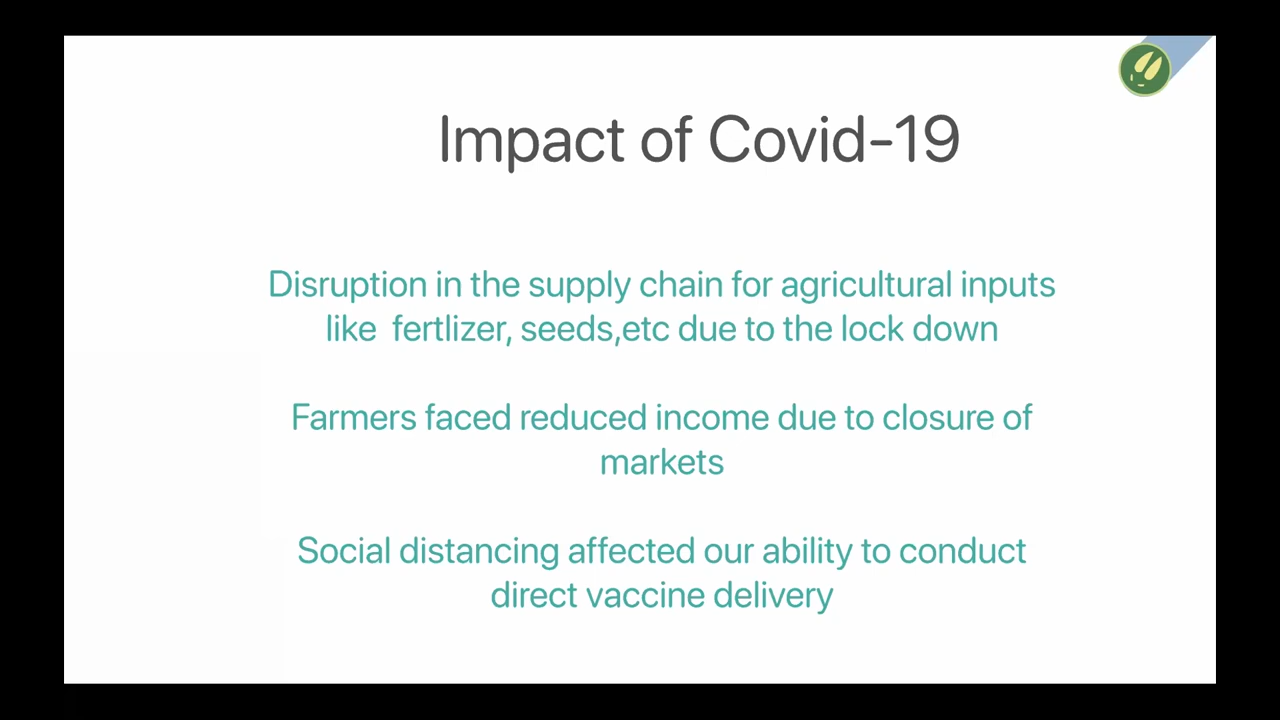 Impact of Covid-19
Disruption in the supply chain for agricultural inputs
like  fertlizer, seeds,etc due to the lock down
Farmers faced reduced income due to closure of
markets
Social distancing affected our ability to conduct
direct vaccine delivery